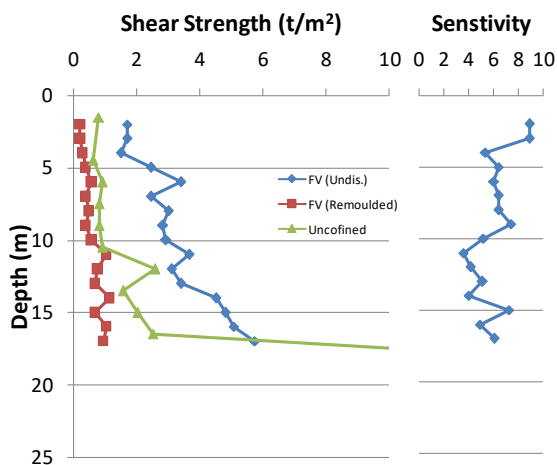 Shear Strength (t/m²)
Senstivity
0 2 4 6 8 10
0 2 4 6 8 10
0
5
10
15
20
25
Depth (m)
FV (Undis.)
FV (Remoulded)
Uncofined